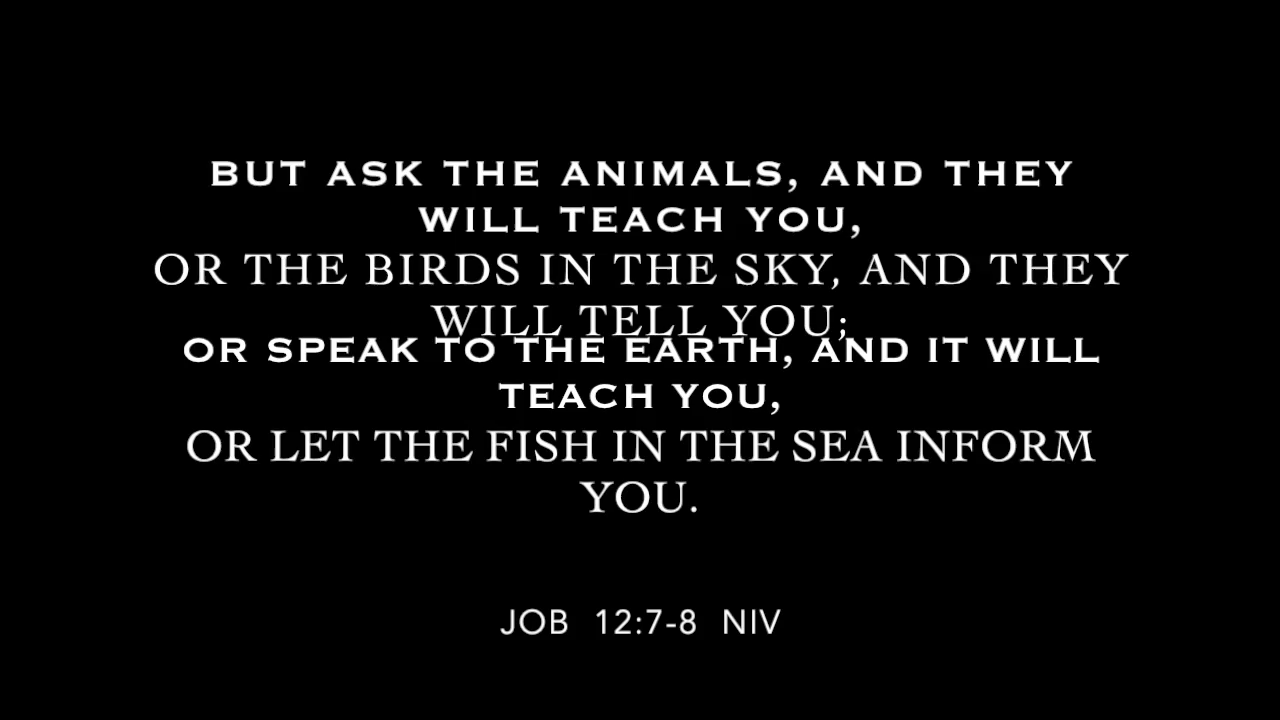 BUT ASK THE ANIMALS, AND THEY
WILL TEACH YOU,
OR THE BIRDS IN THE SKY, AND THEY
WILL TELL YOU;
OR SPEAK TO THE EARTH, AND IT WILL
TEACH YOU,
OR LET THE FISH IN THE SEA INFORM
YOU.
JOB 12:7-8 NIV